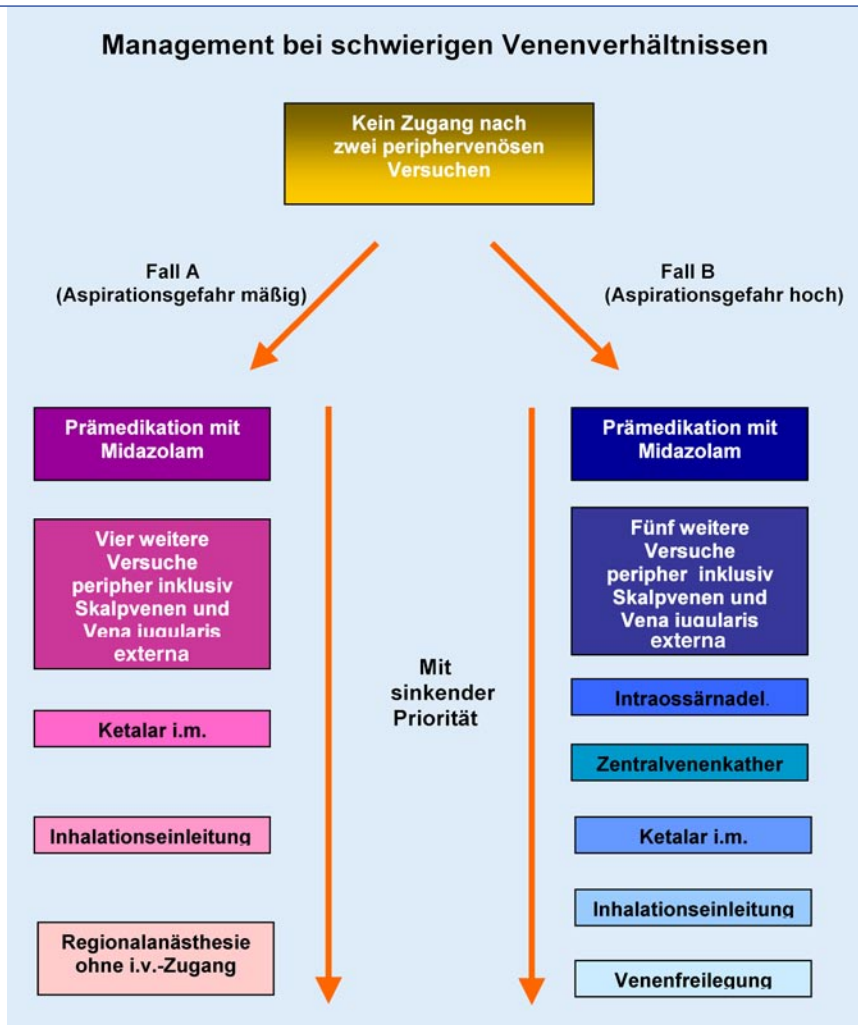 Management bei schwierigen Venenverhältnissen
Kein Zugang nach
zwei periphervenösen
Versuchen
Fall A
(Aspirationsgefahr mäßig)
Fall B
(Aspirationsgefahr hoch)
Prämedikation mit
Midazolam
Vier weitere
Versuche
peripher inklusiv
Skalpvenen und
Vena jugularis
externa
Ketalar i.m.
Inhalationseinleitung
Regionalanästhesie
ohne i.v.-Zugang
Mit
sinkender
Priorität
Prämedikation mit
Midazolam
Fünf weitere
Versuche
peripher inklusiv
Skalpvenen und
Vena jugularis
externa
Intraossärnadel.
Zentralvenenkather
Ketalar i.m.
Inhalationseinleitung
Venenfreilegung